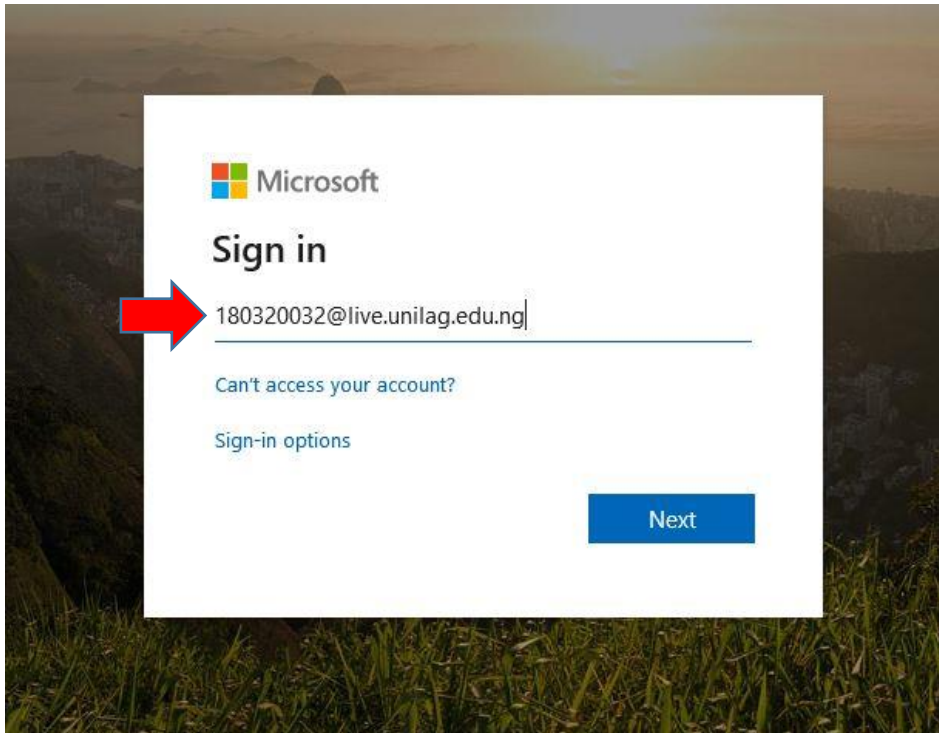 Microsoft
Sign in
180320032@live.unilag.edu.ng
Can't access your account?
Sign-in options
Next